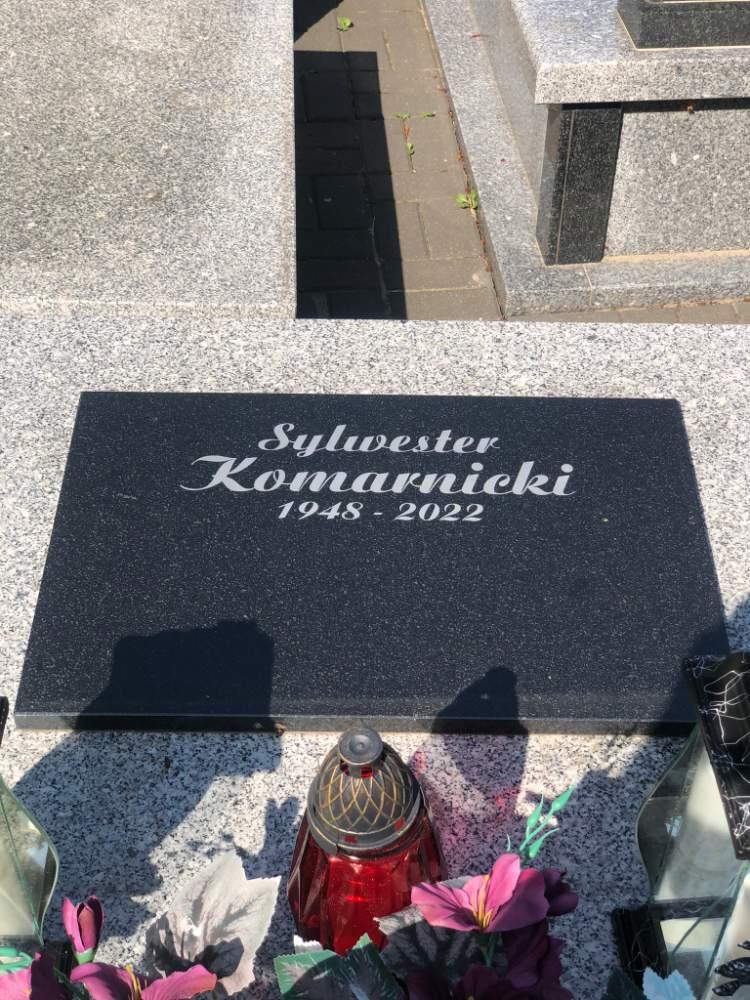 Sylwester
Komarnicki
1948 - 2022